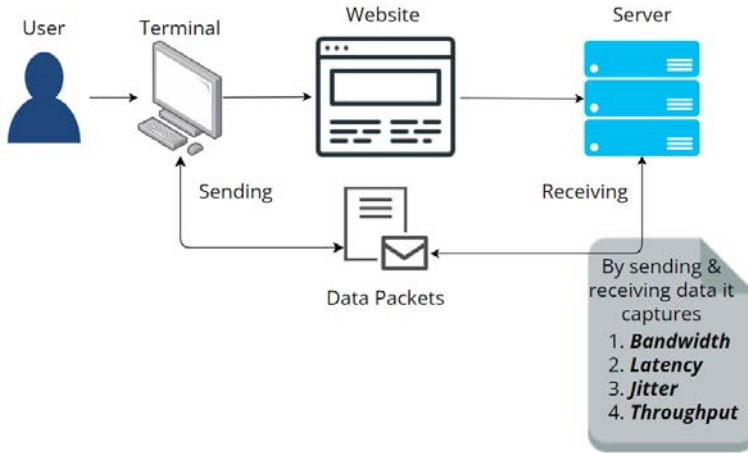 User
Terminal
Website
Server
Sending
Receiving
Data Packets
By sending &
receiving data it
captures
1. Bandwidth
2. Latency
3. Jitter
4. Throughput